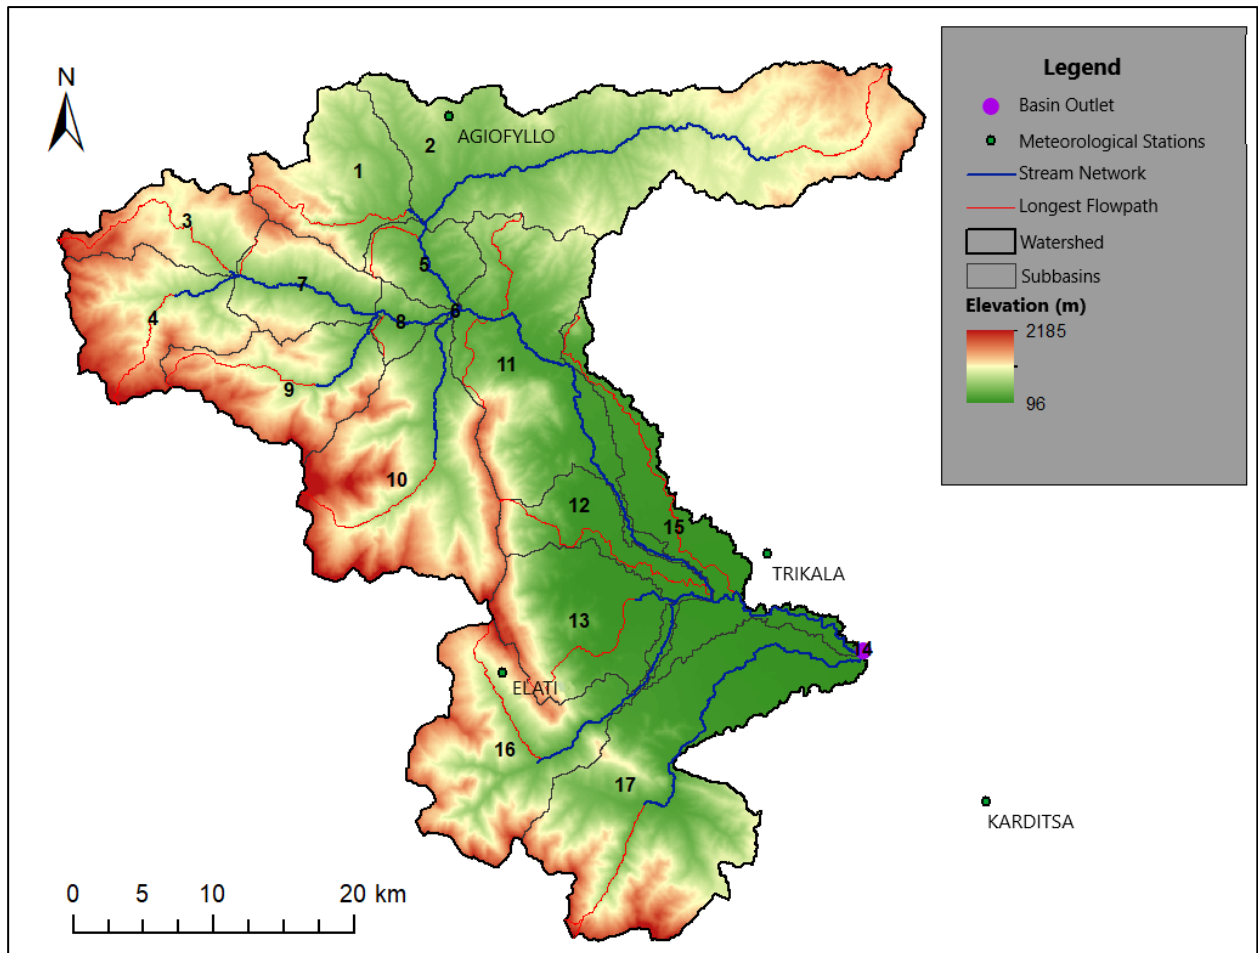 N
AGIOFYLLO
2
1
3
5
7
4
6
8
11
9
10
12
15
TRIKALA
13
14
ELATI
16
17
KARDITSA
0 5 10 20 km
Legend
Basin Outlet
Meteorological Stations
Stream Network
Longest Flowpath
Watershed
Subbasins
Elevation (m)
2185
96